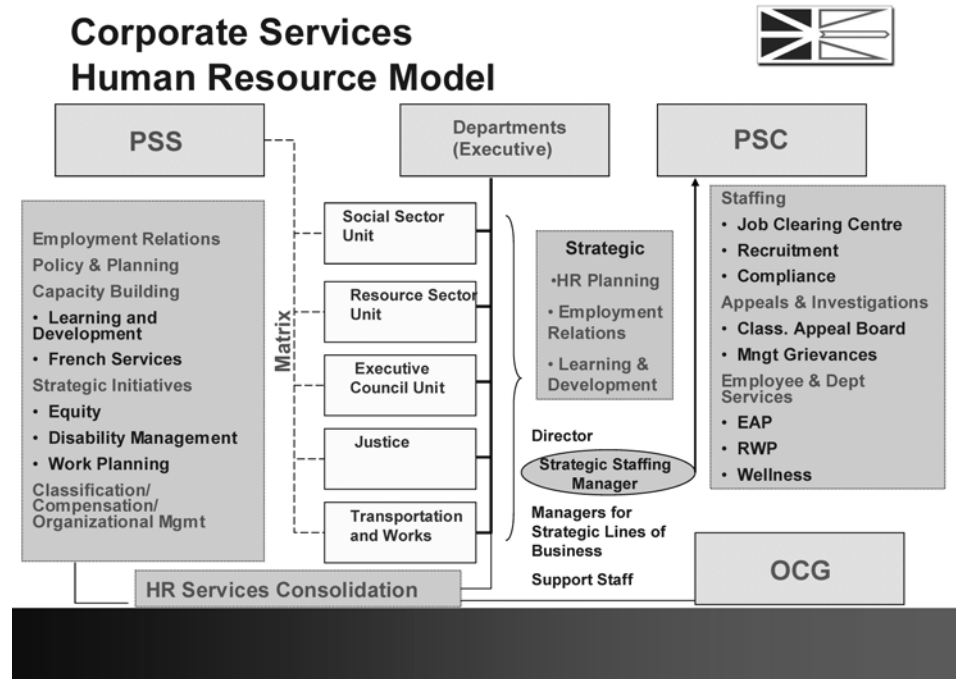 Corporate Services
Human Resource Model
PSS
Departments
(Executive)
PSC
Employment Relations
Policy & Planning
Capacity Building
• Learning and
Development
• French Services
Strategic Initiatives
• Equity
• Disability Management
• Work Planning
Classification/
Compensation/
Organizational Mgmt
Matrix
Social Sector
Unit
Resource Sector
Unit
Executive
Council Unit
Justice
Transportation
and Works
Strategic
•HR Planning
• Employment
Relations
• Learning &
Development
Director
Strategic Staffing
Manager
Managers for
Strategic Lines of
Business
Support Staff
Staffing
• Job Clearing Centre
• Recruitment
• Compliance
Appeals & Investigations
• Class. Appeal Board
• Mngt Grievances
Employee & Dept
Services
• EAP
• RWP
• Wellness
OCG
HR Services Consolidation